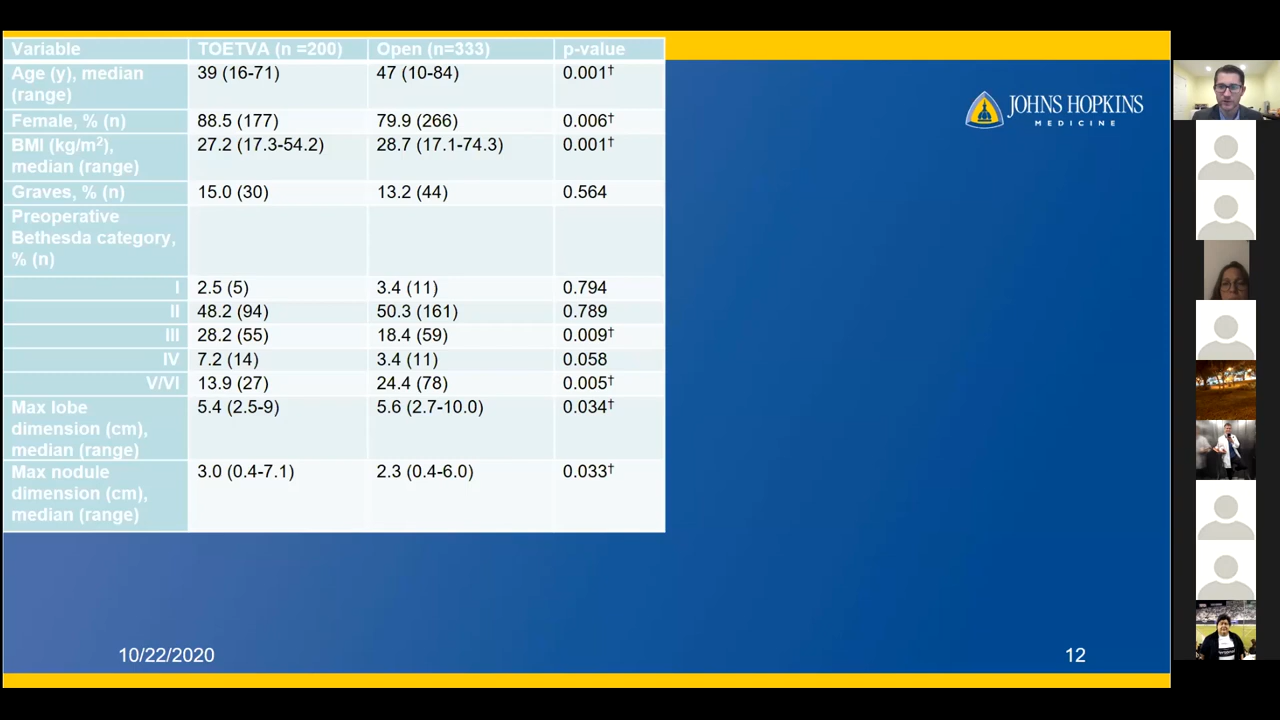 Variable TOETVA (n =200) Open (n=333) p-value
Age (y), median 39 (16-71) 47 (10-84) 0.001†
(range)
Female, % (n) 88.5 (177) 79.9 (266) 0.006†
BMI (kg/m²), 27.2 (17.3-54.2) 28.7 (17.1-74.3) 0.001†
median (range)
Graves, % (n) 15.0 (30) 13.2 (44) 0.564
Preoperative
Bethesda category,
% (n)
I 2.5 (5) 3.4 (11) 0.794
II 48.2 (94) 50.3 (161) 0.789
III 28.2 (55) 18.4 (59) 0.009†
IV 7.2 (14) 3.4 (11) 0.058
V/VI 13.9 (27) 24.4 (78) 0.005†
Max lobe 5.4 (2.5-9) 5.6 (2.7-10.0) 0.034†
dimension (cm),
median (range)
Max nodule 3.0 (0.4-7.1) 2.3 (0.4-6.0) 0.033†
dimension (cm),
median (range)
JOHNS HOPKINS
MEDICINE
10/22/2020
12